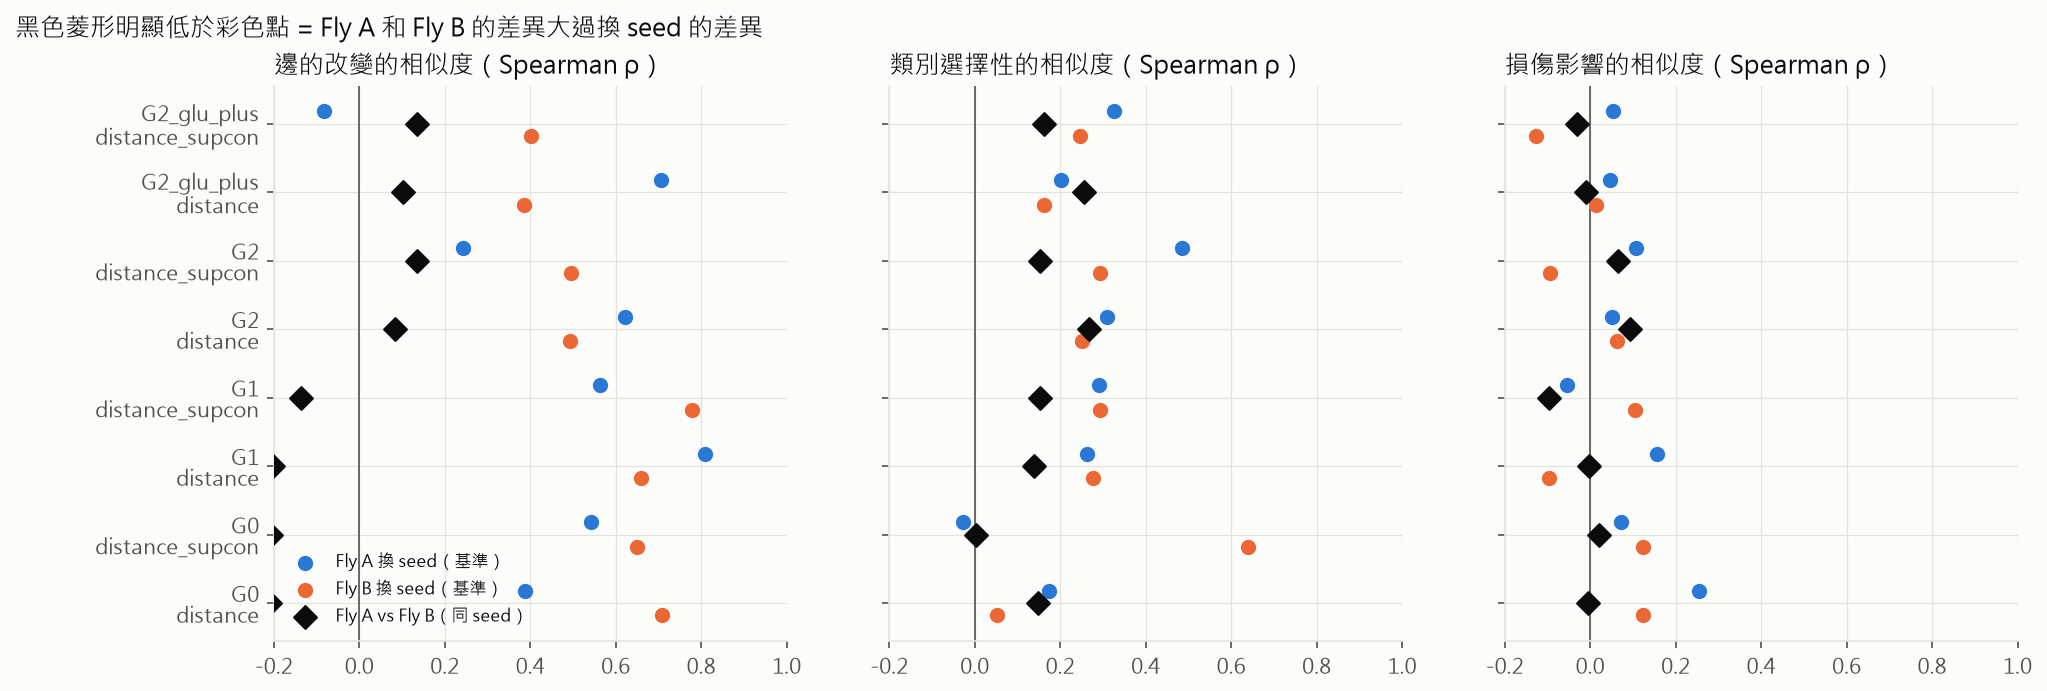 黑色菱形明顯低於彩色點 = Fly A 和 Fly B 的差異大過換 seed 的差異
邊的改變的相似度（Spearman ρ）
類別選擇性的相似度（Spearman ρ）
損傷影響的相似度（Spearman ρ）
G2_glu_plus
distance_supcon
G2_glu_plus
distance
G2
distance_supcon
G2
distance
G1
distance_supcon
G1
distance
G0
distance_supcon
G0
distance
Fly A 換 seed（基準）
Fly B 換 seed（基準）
Fly A vs Fly B（同 seed）
-0.2 0.0 0.2 0.4 0.6 0.8 1.0
-0.2 0.0 0.2 0.4 0.6 0.8 1.0
-0.2 0.0 0.2 0.4 0.6 0.8 1.0